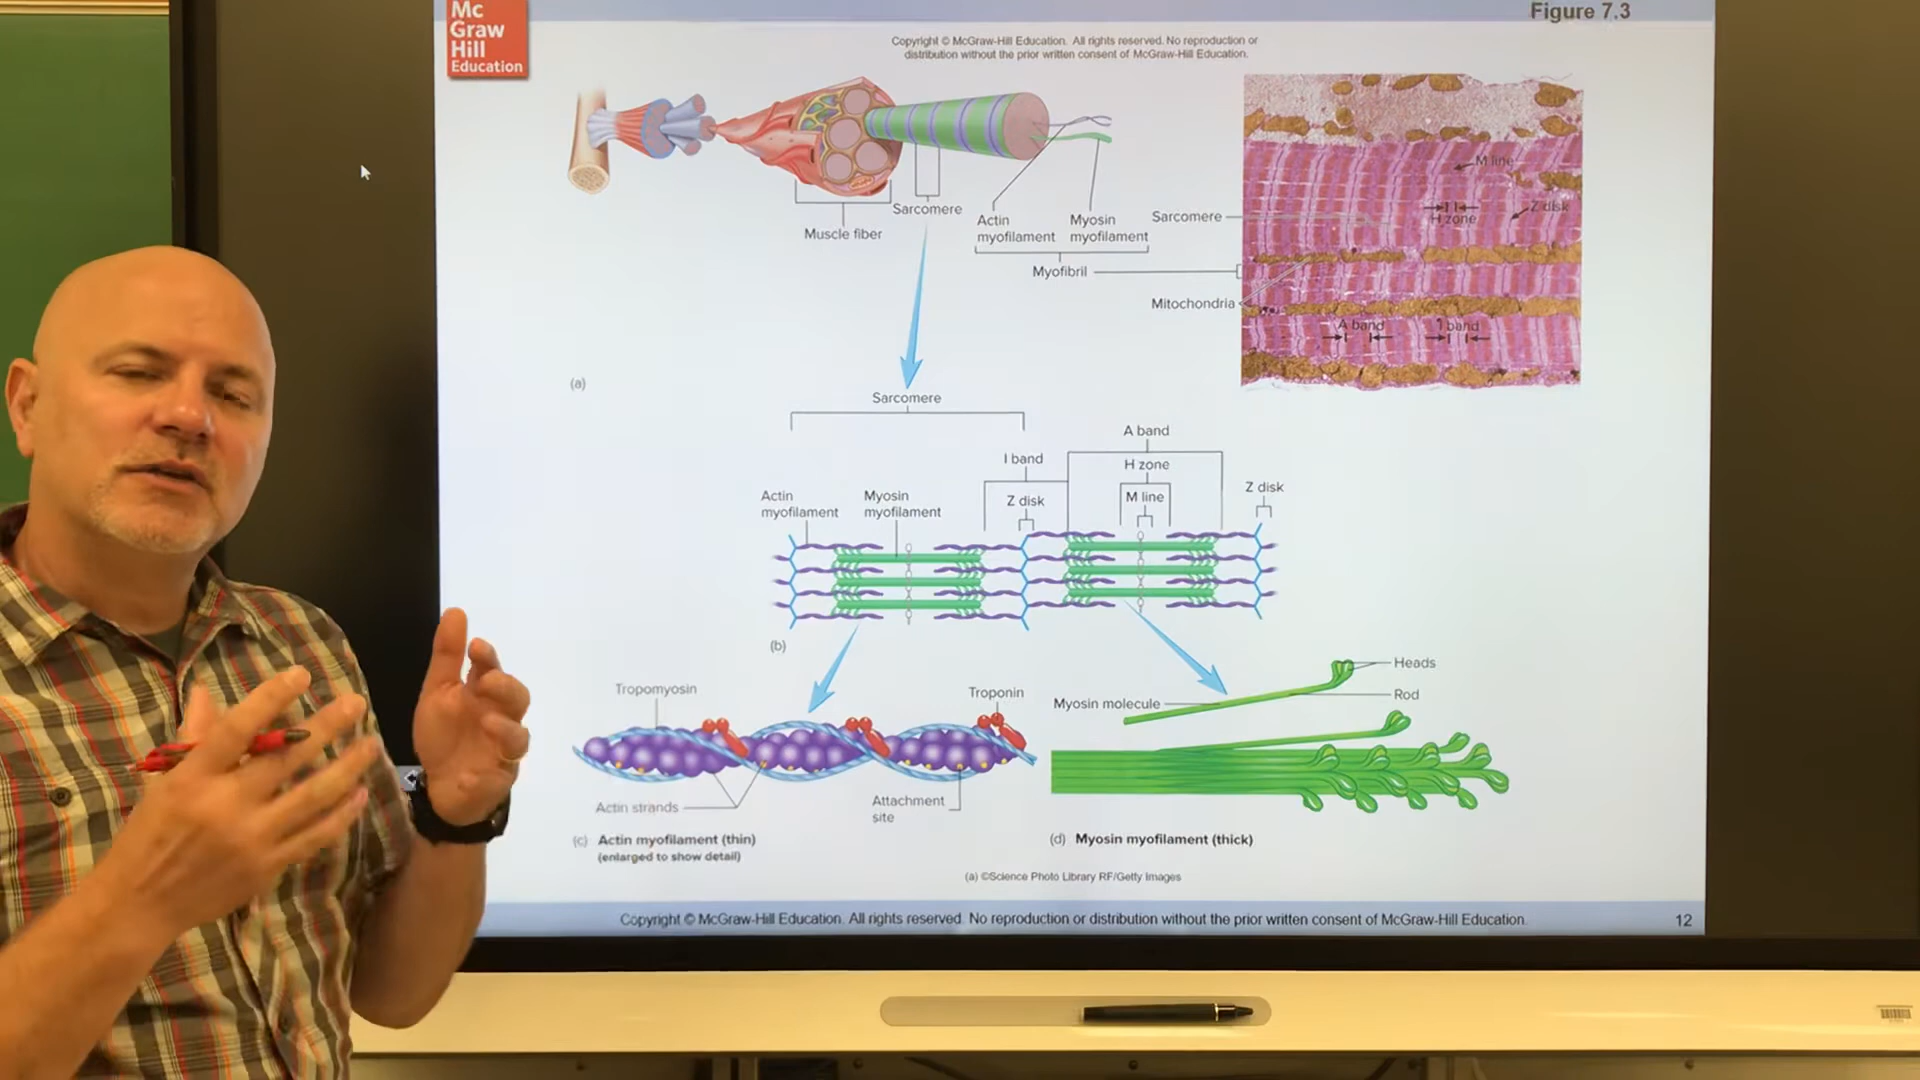 Mc
Graw
Hill
Education
Figure 7.3
Copyright © McGraw-Hill Education. All rights reserved. No reproduction or
distribution without the prior written consent of McGraw-Hill Education.
Muscle fiber
Sarcomere
Actin
myofilament
Myosin
myofilament
Myofibril
Sarcomere
Mitochondria
M line
H zone
Z disk
A band
I band
(a)
Sarcomere
A band
I band
H zone
Z disk
M line
Z disk
Actin
myofilament
Myosin
myofilament
(b)
Tropomyosin
Troponin
Actin strands
Attachment
site
(c) Actin myofilament (thin)
(enlarged to show detail)
Heads
Rod
Myosin molecule
(d) Myosin myofilament (thick)
(a) ©Science Photo Library RF/Getty Images
Copyright © McGraw-Hill Education. All rights reserved. No reproduction or distribution without the prior written consent of McGraw-Hill Education.
12